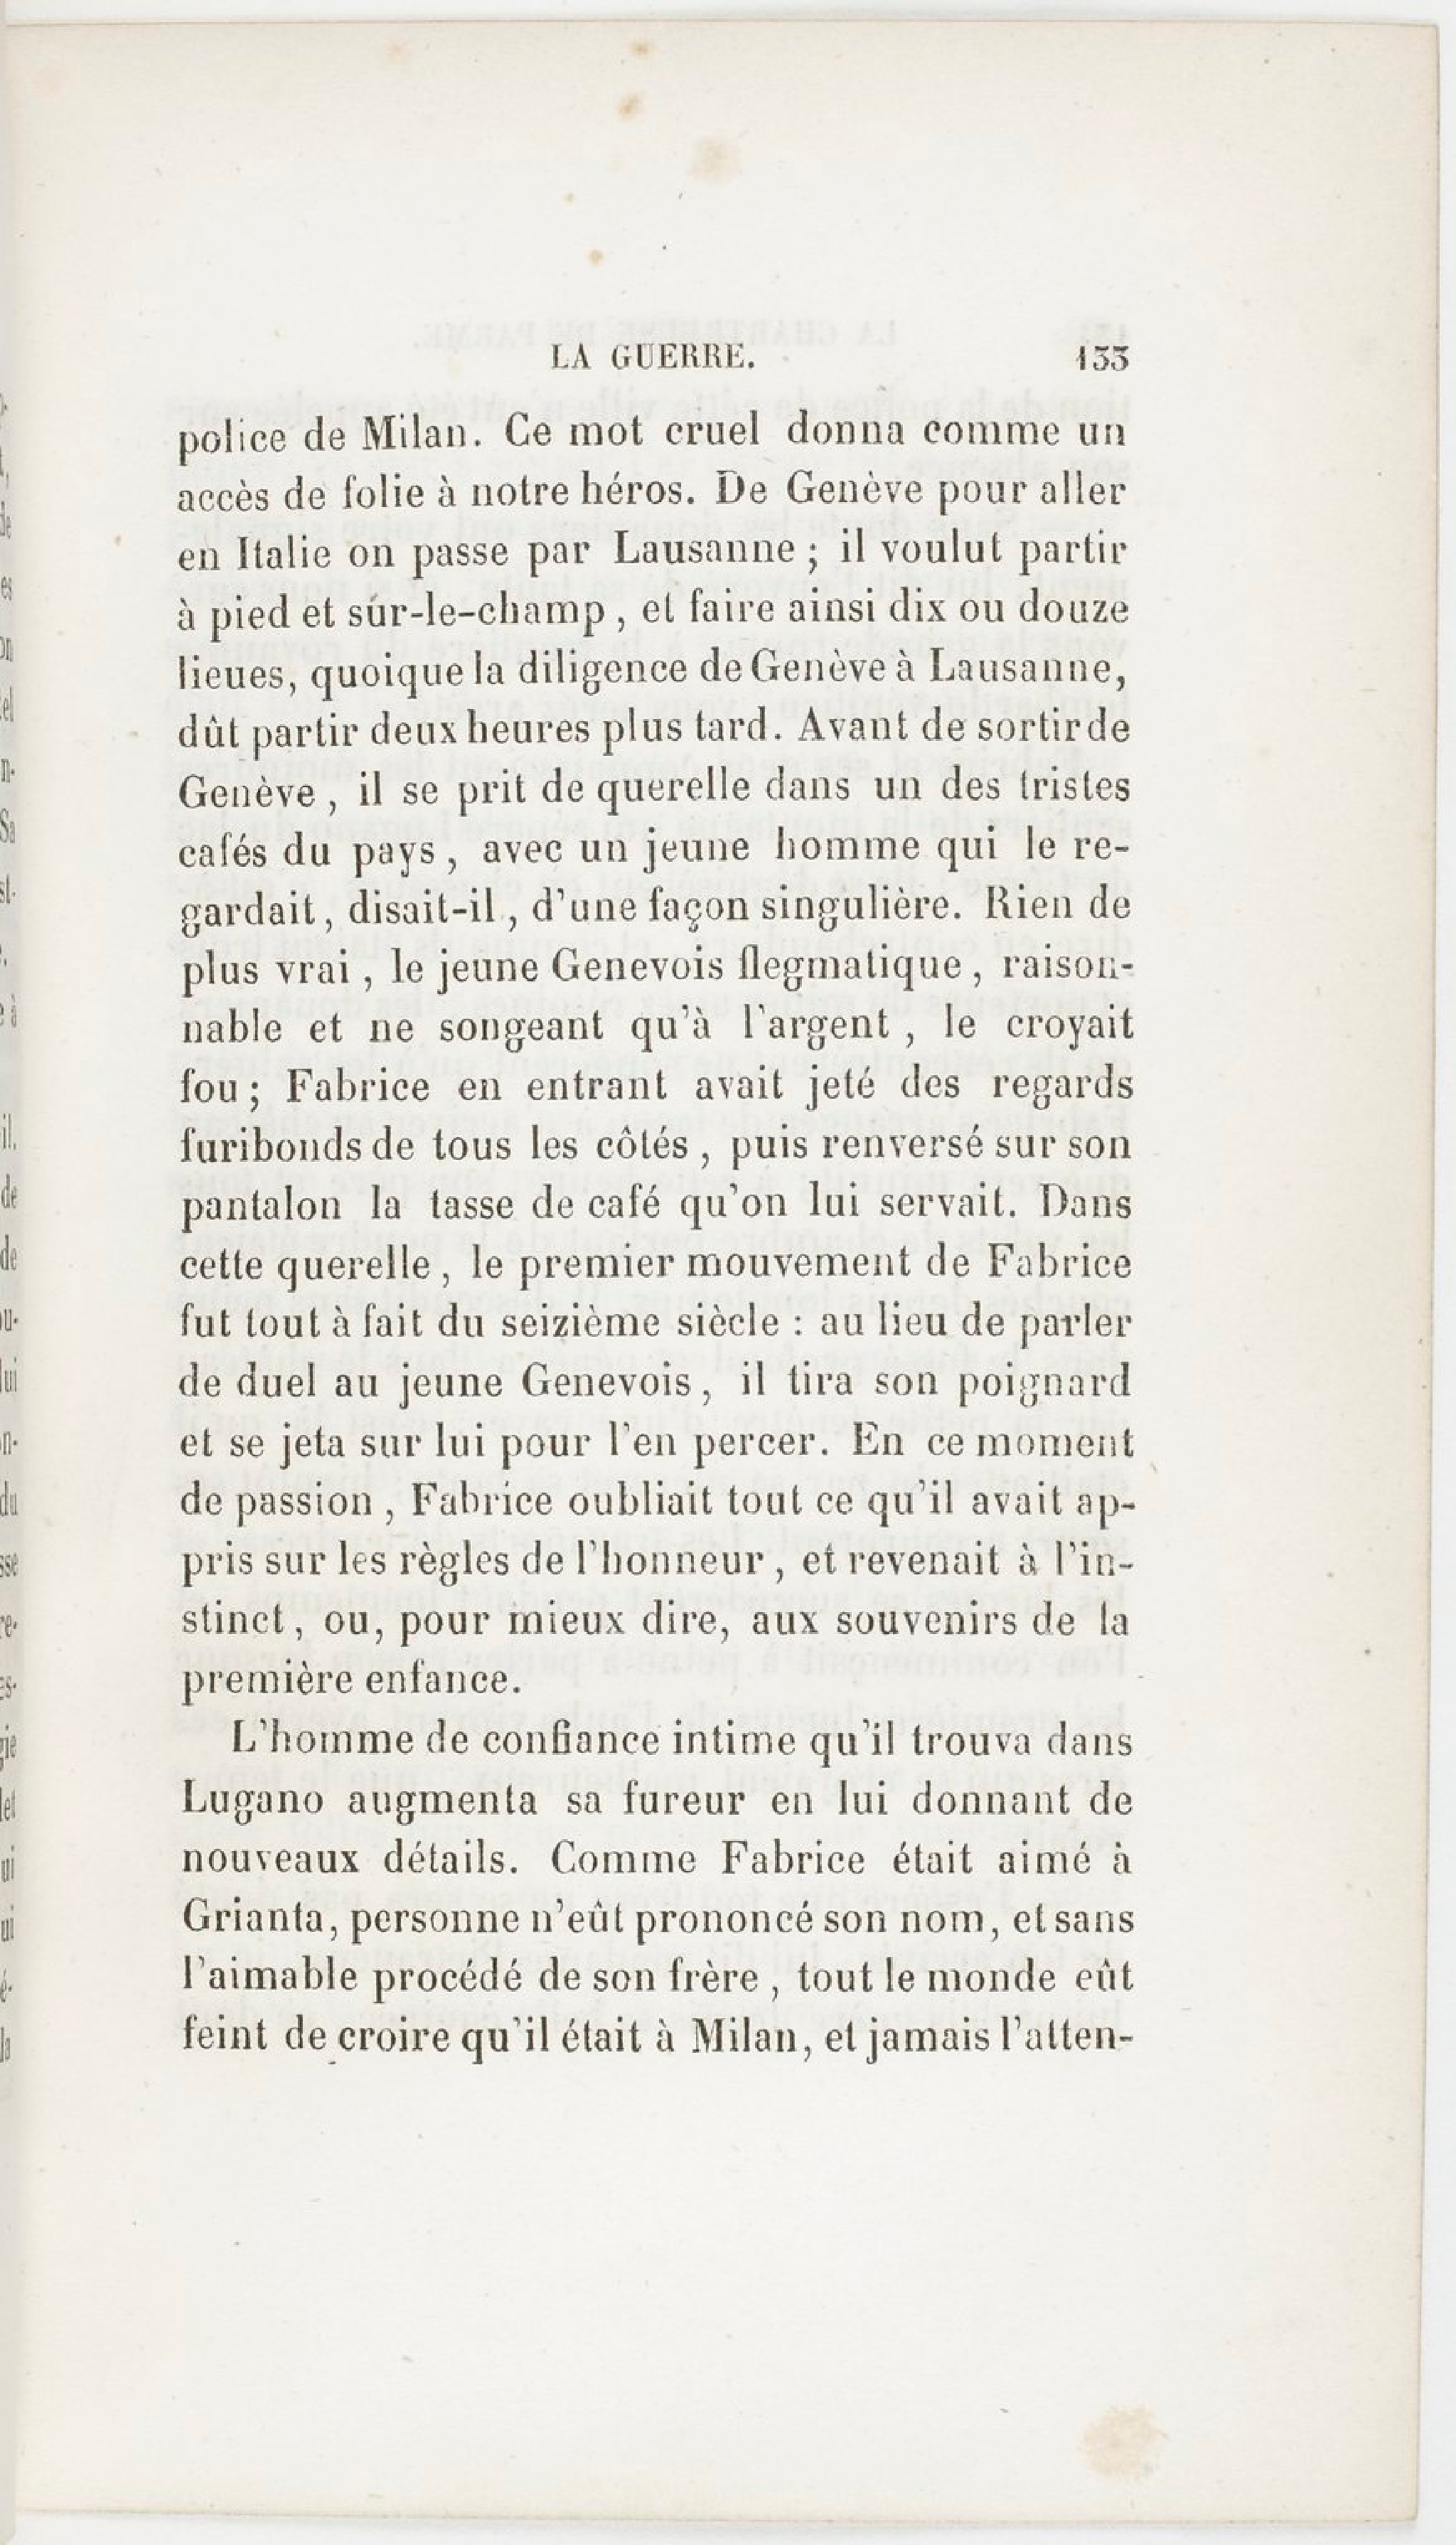 LA GUERRE. 133
police de Milan. Ce mot cruel donna comme un
accès de folie à notre héros. De Genève pour aller
en Italie on passe par Lausanne ; il voulut partir
à pied et sur-le-champ , et faire ainsi dix ou douze
lieues, quoique la diligence de Genève à Lausanne,
dût partir deux heures plus tard. Avant de sortir de
Genève , il se prit de querelle dans un des tristes
cafés du pays , avec un jeune homme qui le re-
gardait , disait-il , d'une façon singulière. Rien de
plus vrai , le jeune Genevois flegmatique , raison-
nable et ne songeant qu'à l'argent , le croyait
fou ; Fabrice en entrant avait jeté des regards
furibonds de tous les côtés , puis renversé sur son
pantalon la tasse de café qu'on lui servait. Dans
cette querelle , le premier mouvement de Fabrice
fut tout à fait du seizième siècle : au lieu de parler
de duel au jeune Genevois , il tira son poignard
et se jeta sur lui pour l'en percer. En ce moment
de passion , Fabrice oubliait tout ce qu'il avait ap-
pris sur les règles de l'honneur , et revenait à l'in-
stinct , ou, pour mieux dire, aux souvenirs de la
première enfance.
L'homme de confiance intime qu'il trouva dans
Lugano augmenta sa fureur en lui donnant de
nouveaux détails. Comme Fabrice était aimé à
Grianta, personne n'eût prononcé son nom, et sans
l'aimable procédé de son frère , tout le monde eût
feint de croire qu'il était à Milan, et jamais l'atten-